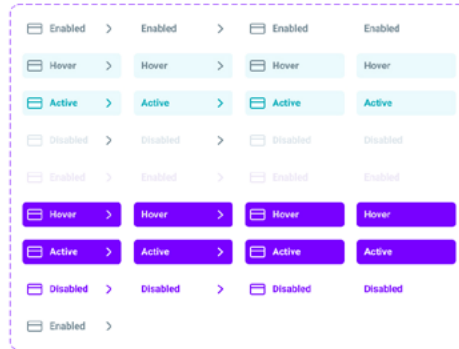 Enabled Enabled Enabled Enabled
Hover Hover Hover Hover
Active Active Active Active
Disabled Disabled Disabled Disabled
Enabled Enabled Enabled Enabled
Hover Hover Hover Hover
Active Active Active Active
Disabled Disabled Disabled Disabled
Enabled